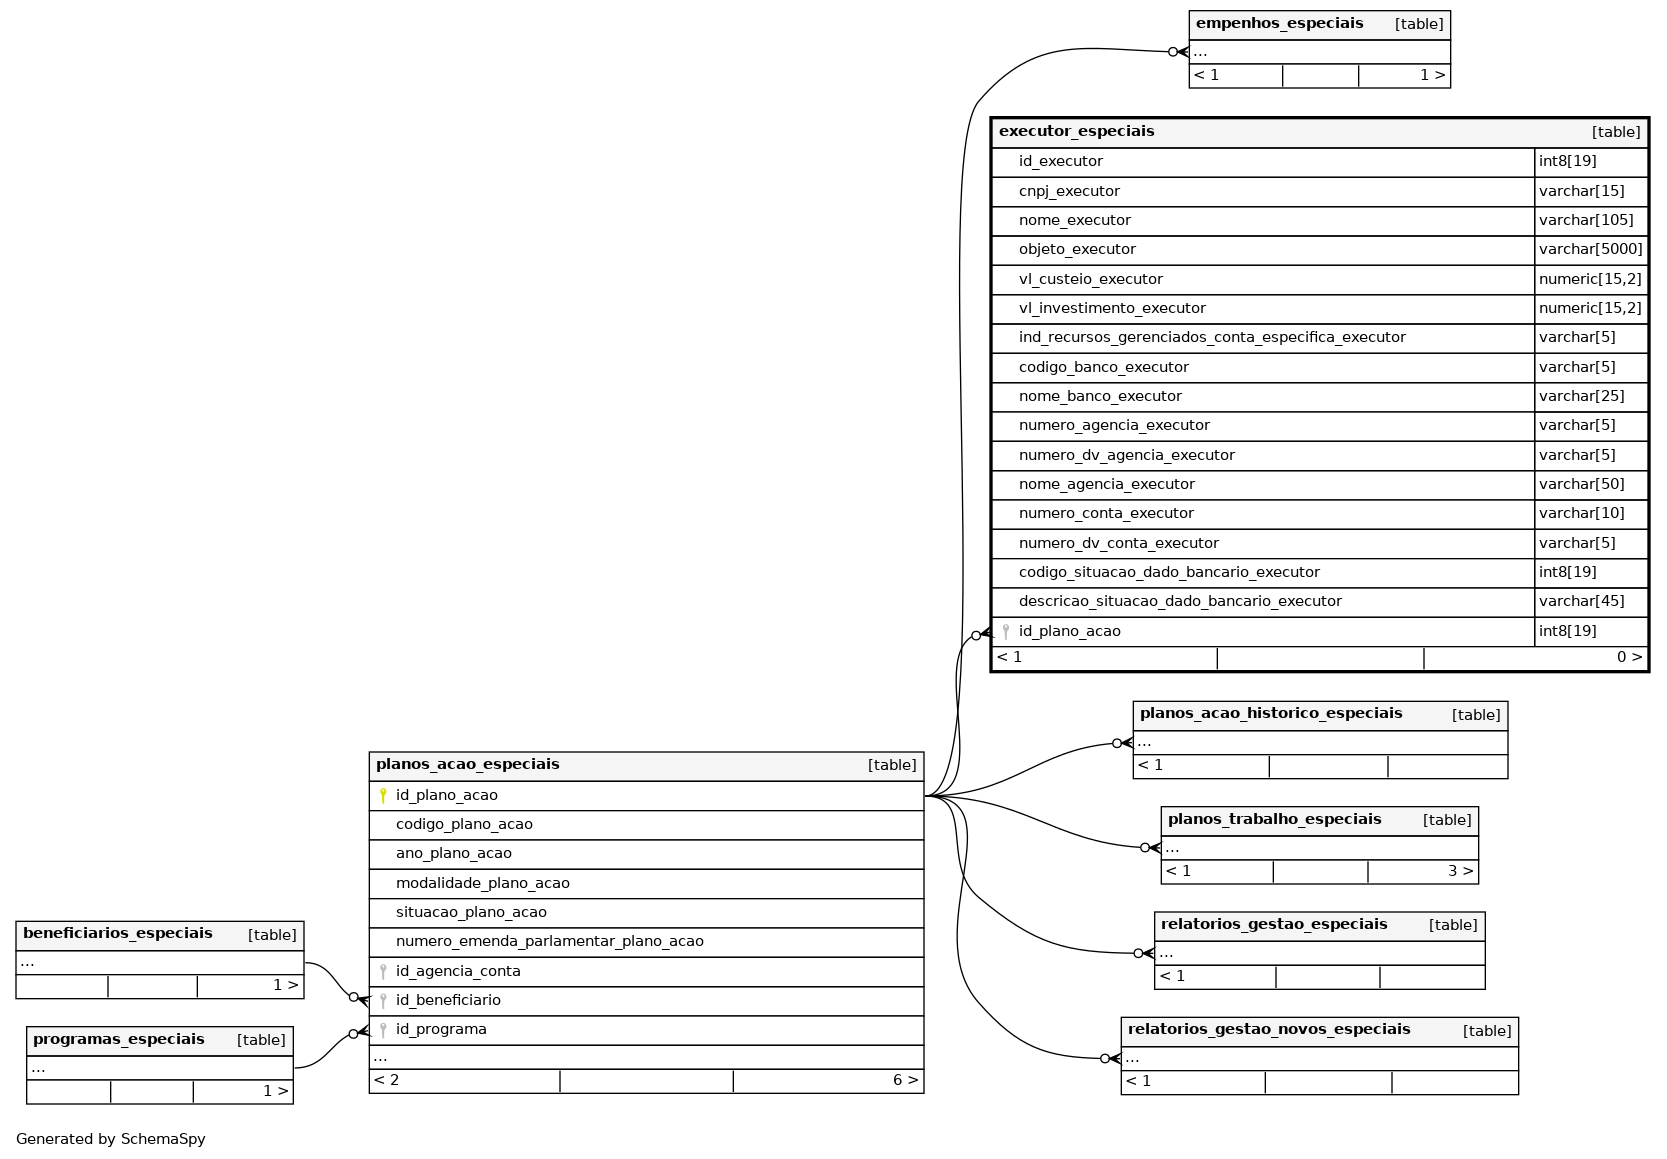 empenhos_especiais [table]
...
< 1 1 >
executor_especiais [table]
id_executor int8[19]
cnpj_executor varchar[15]
nome_executor varchar[105]
objeto_executor varchar[5000]
vl_custeio_executor numeric[15,2]
vl_investimento_executor numeric[15,2]
ind_recursos_gerenciados_conta_especifica_executor varchar[5]
codigo_banco_executor varchar[5]
nome_banco_executor varchar[25]
numero_agencia_executor varchar[5]
numero_dv_agencia_executor varchar[5]
nome_agencia_executor varchar[50]
numero_conta_executor varchar[10]
numero_dv_conta_executor varchar[5]
codigo_situacao_dado_bancario_executor int8[19]
descricao_situacao_dado_bancario_executor varchar[45]
id_plano_acao int8[19]
< 1 0 >
planos_acao_historico_especiais [table]
...
< 1
planos_trabalho_especiais [table]
...
< 1 3 >
relatorios_gestao_especiais [table]
...
< 1
relatorios_gestao_novos_especiais [table]
...
< 1
planos_acao_especiais [table]
id_plano_acao
codigo_plano_acao
ano_plano_acao
modalidade_plano_acao
situacao_plano_acao
numero_emenda_parlamentar_plano_acao
id_agencia_conta
id_beneficiario
id_programa
...
< 2 6 >
beneficiarios_especiais [table]
...
1 >
programas_especiais [table]
...
1 >
Generated by SchemaSpy